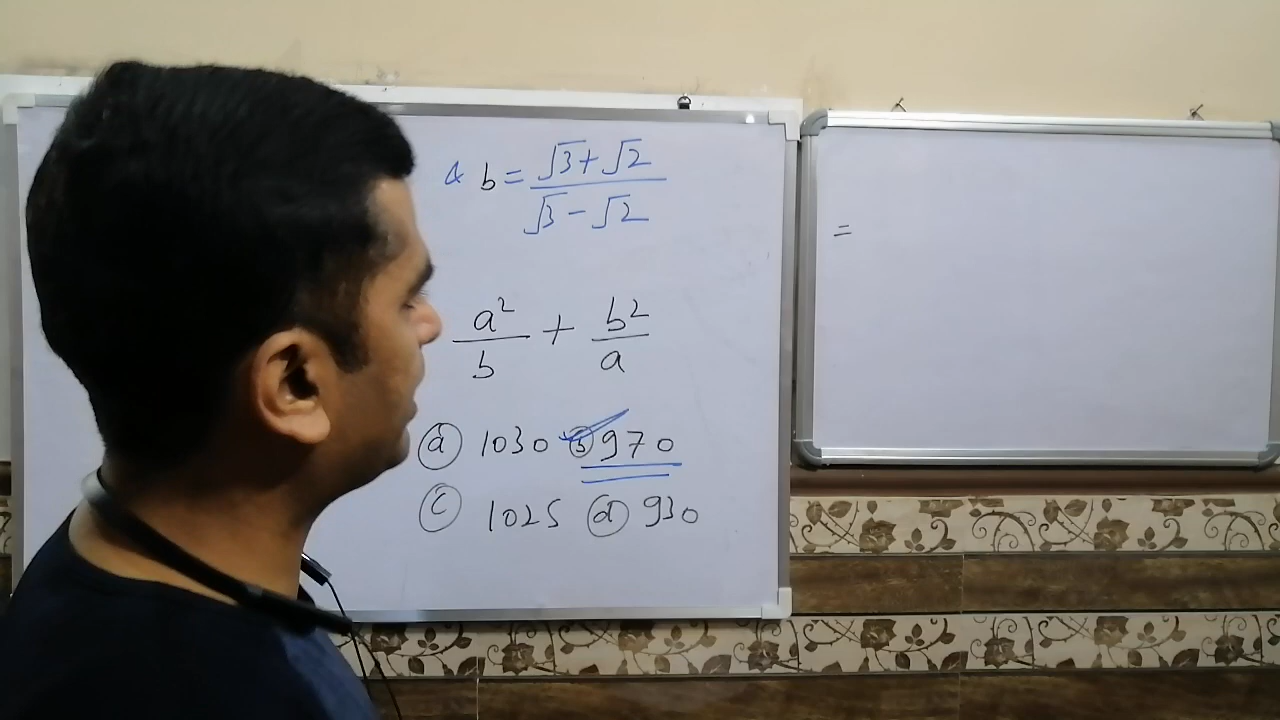 & b = √3 + √2 / √3 - √2
a² / b + b² / a
(a) 1030 (b) 970
(c) 1025 (d) 930
=